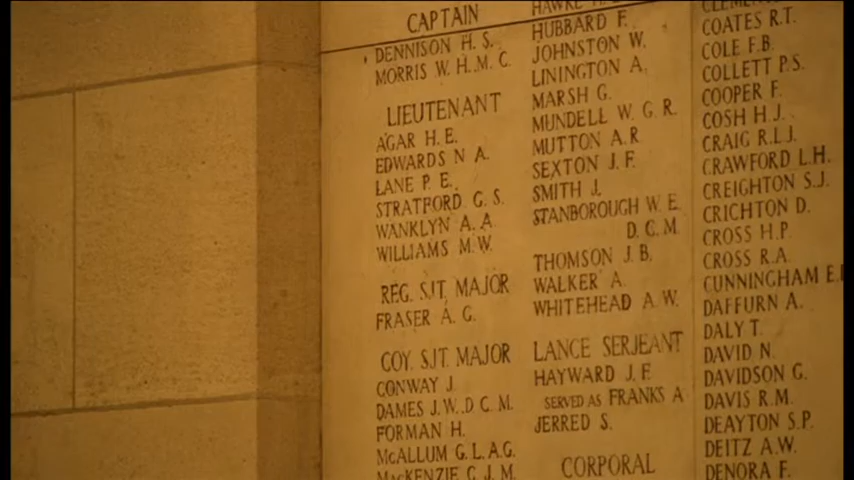 CAPTAIN
DENNISON H. S.
MORRIS W. H. M. C.
LIEUTENANT
AGAR H. E.
EDWARDS N. A.
LANE P. E.
STRATFORD G. S.
WANKLYN A. A.
WILLIAMS M. W.
REG. SJT. MAJOR
FRASER A. G.
COY. SJT. MAJOR
CONWAY J.
DAMES J. W. D. C. M.
FORMAN H.
McALLUM G. L. A. G.
MacKENZIE G. J. M.
HUBBARD F.
JOHNSTON W.
LININGTON A.
MARSH G.
MUNDELL W. G. R.
MUTTON A. R.
SEXTON J. F.
SMITH J.
STANBOROUGH W. E.
D. C. M.
THOMSON J. B.
WALKER A.
WHITEHEAD A. W.
LANCE SERJEANT
HAYWARD J. F.
SERVED AS FRANKS A
JERRED S.
CORPORAL
COATES R. T.
COLE F. B.
COLLETT P. S.
COOPER F.
COSH H. J.
CRAIG R. L. J.
CRAWFORD L. H.
CREIGHTON S. J.
CRICHTON D.
CROSS H. P.
CROSS R. A.
CUNNINGHAM E.
DAFFURN A.
DALY T.
DAVID N.
DAVIDSON G.
DAVIS R. M.
DEAYTON S. P.
DEITZ A. W.
DENORA F.